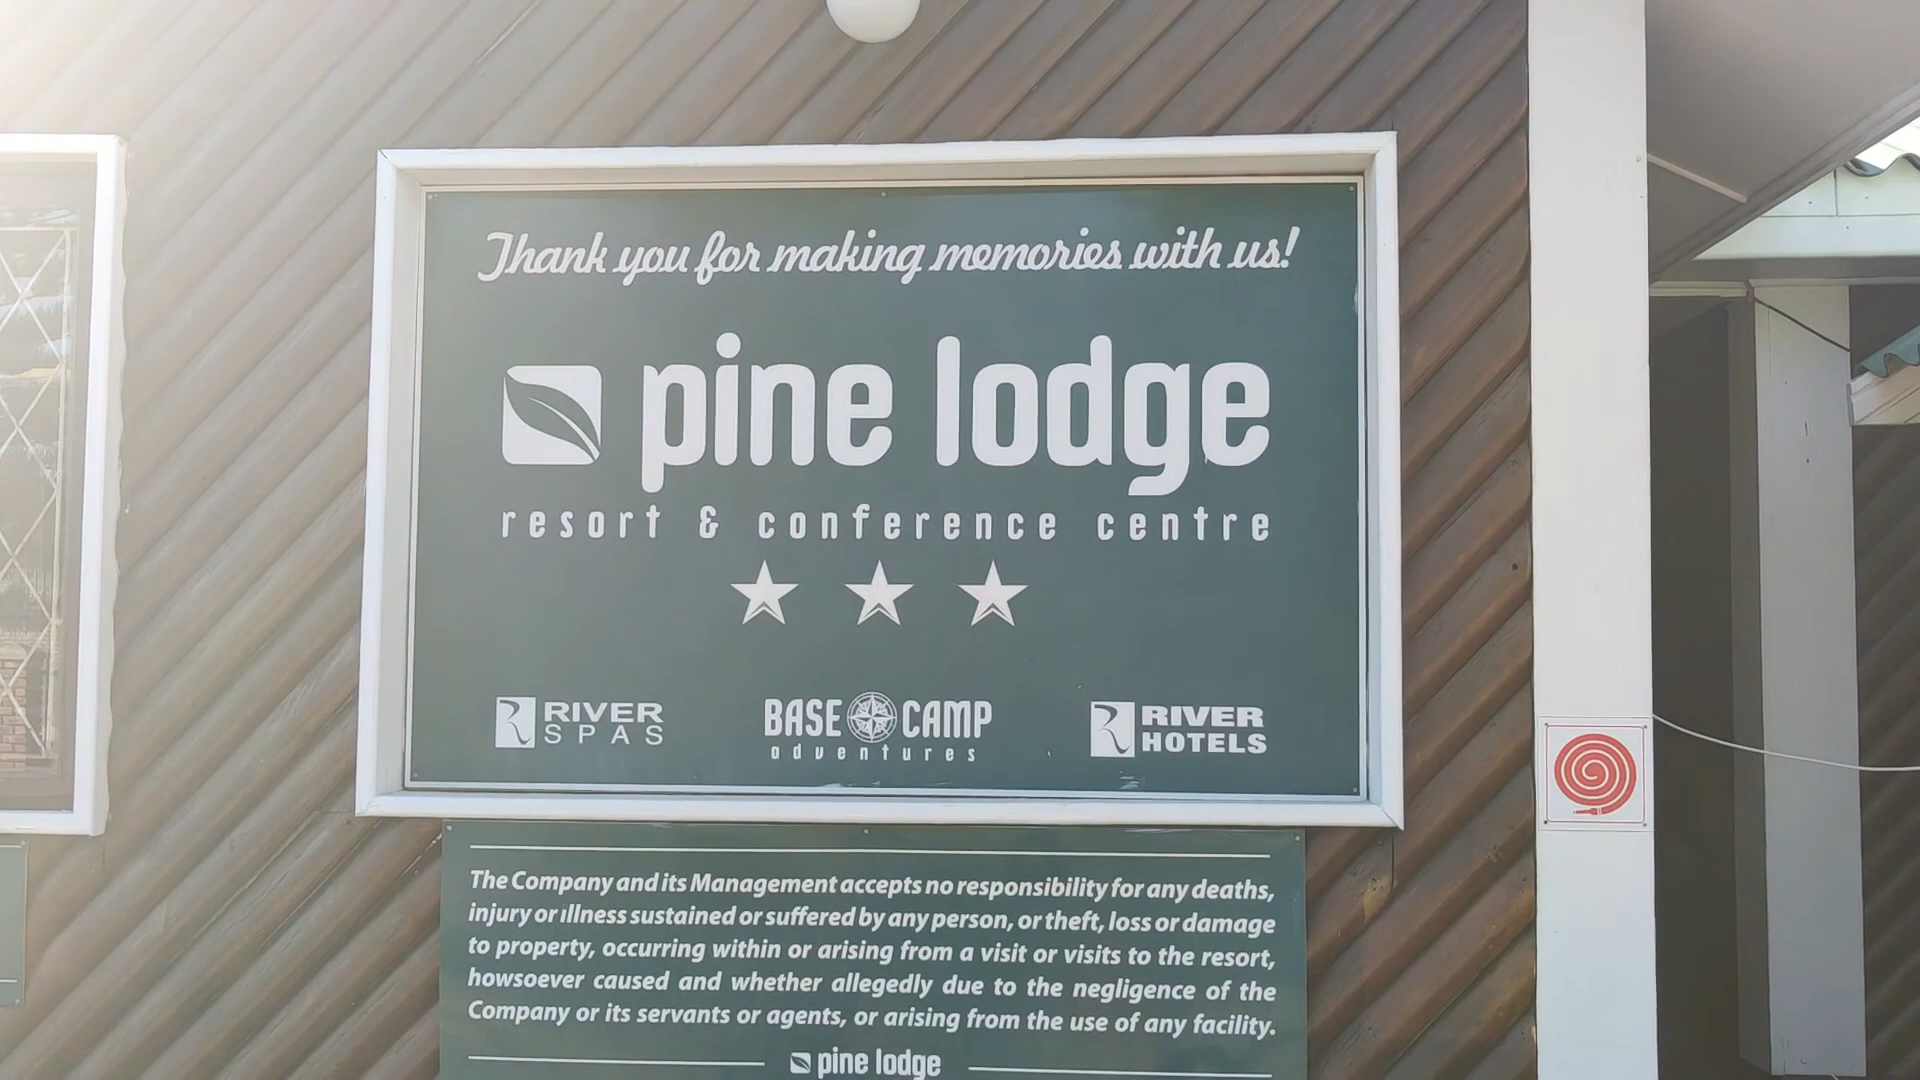 Thank you for making memories with us!
pine lodge
resort & conference centre
RIVER
SPAS
BASE CAMP
adventures
RIVER
HOTELS
The Company and its Management accepts no responsibility for any deaths,
injury or illness sustained or suffered by any person, or theft, loss or damage
to property, occurring within or arising from a visit or visits to the resort,
howsoever caused and whether allegedly due to the negligence of the
Company or its servants or agents, or arising from the use of any facility.
pine lodge